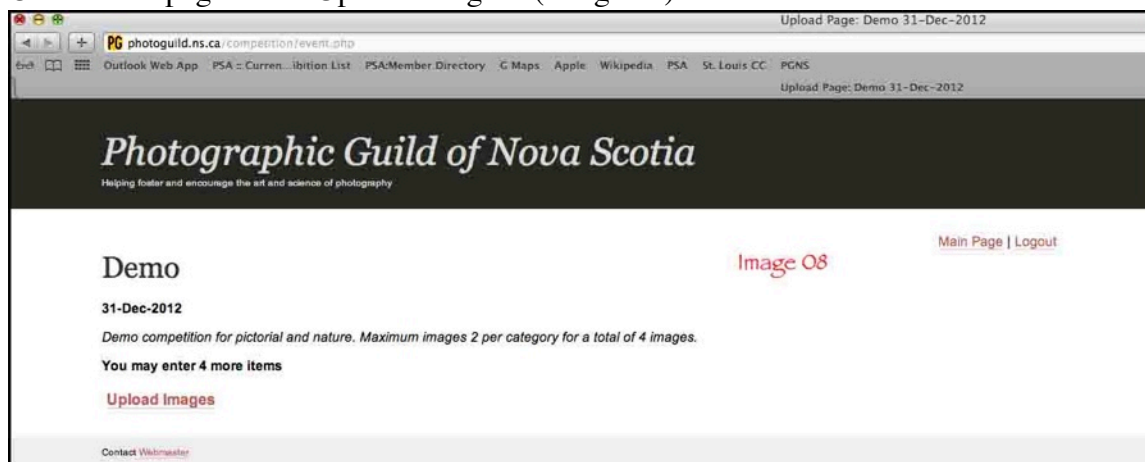 Upload Page: Demo 31-Dec-2012
PG photoguild.ns.ca/competition/event.php
Outlook Web App PSA :: Curren...ibition List PSA:Member Directory G Maps Apple Wikipedia PSA St. Louis CC PGNS
Upload Page: Demo 31-Dec-2012
Photographic Guild of Nova Scotia
Helping foster and encourage the art and science of photography
Main Page | Logout
Demo
Image 08
31-Dec-2012
Demo competition for pictorial and nature. Maximum images 2 per category for a total of 4 images.
You may enter 4 more items
Upload Images
Contact Webmaster